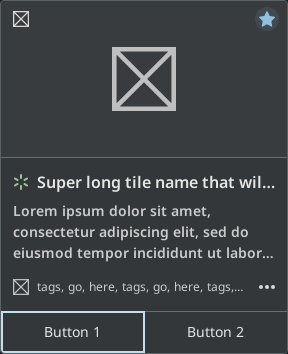 Super long tile name that wil...
Lorem ipsum dolor sit amet,
consectetur adipiscing elit, sed do
eiusmod tempor incididunt ut labor...
tags, go, here, tags, go, here, tags,...
Button 1
Button 2